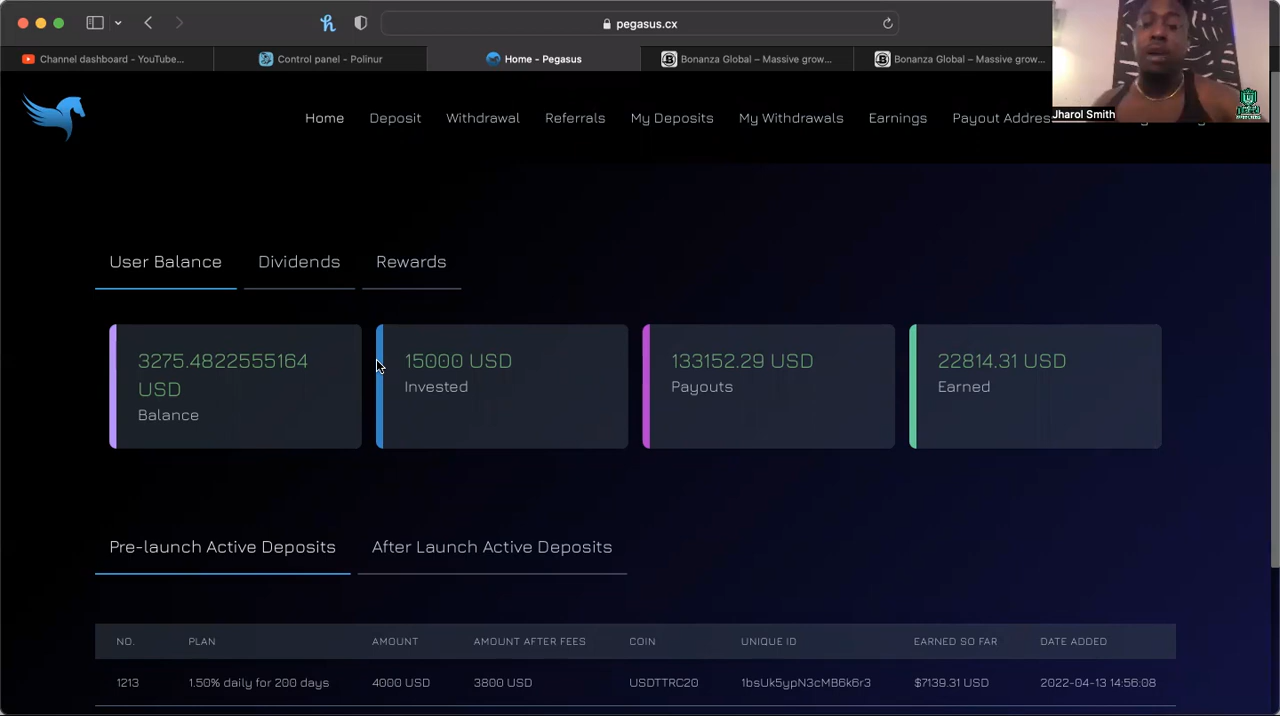 pegasus.cx
Channel dashboard - YouTube...
Control panel - Polinur
Home - Pegasus
Bonanza Global – Massive grow...
Bonanza Global – Massive grow...
Jharol Smith
Home
Deposit
Withdrawal
Referrals
My Deposits
My Withdrawals
Earnings
Payout Addres
User Balance
Dividends
Rewards
3275.4822555164
USD
Balance
15000 USD
Invested
133152.29 USD
Payouts
22814.31 USD
Earned
Pre-launch Active Deposits
After Launch Active Deposits
NO. PLAN AMOUNT AMOUNT AFTER FEES COIN UNIQUE ID EARNED SO FAR DATE ADDED
1213 1.50% daily for 200 days 4000 USD 3800 USD USDTTRC20 1bsUk5ypN3cMB6k6r3 $7139.31 USD 2022-04-13 14:56:08